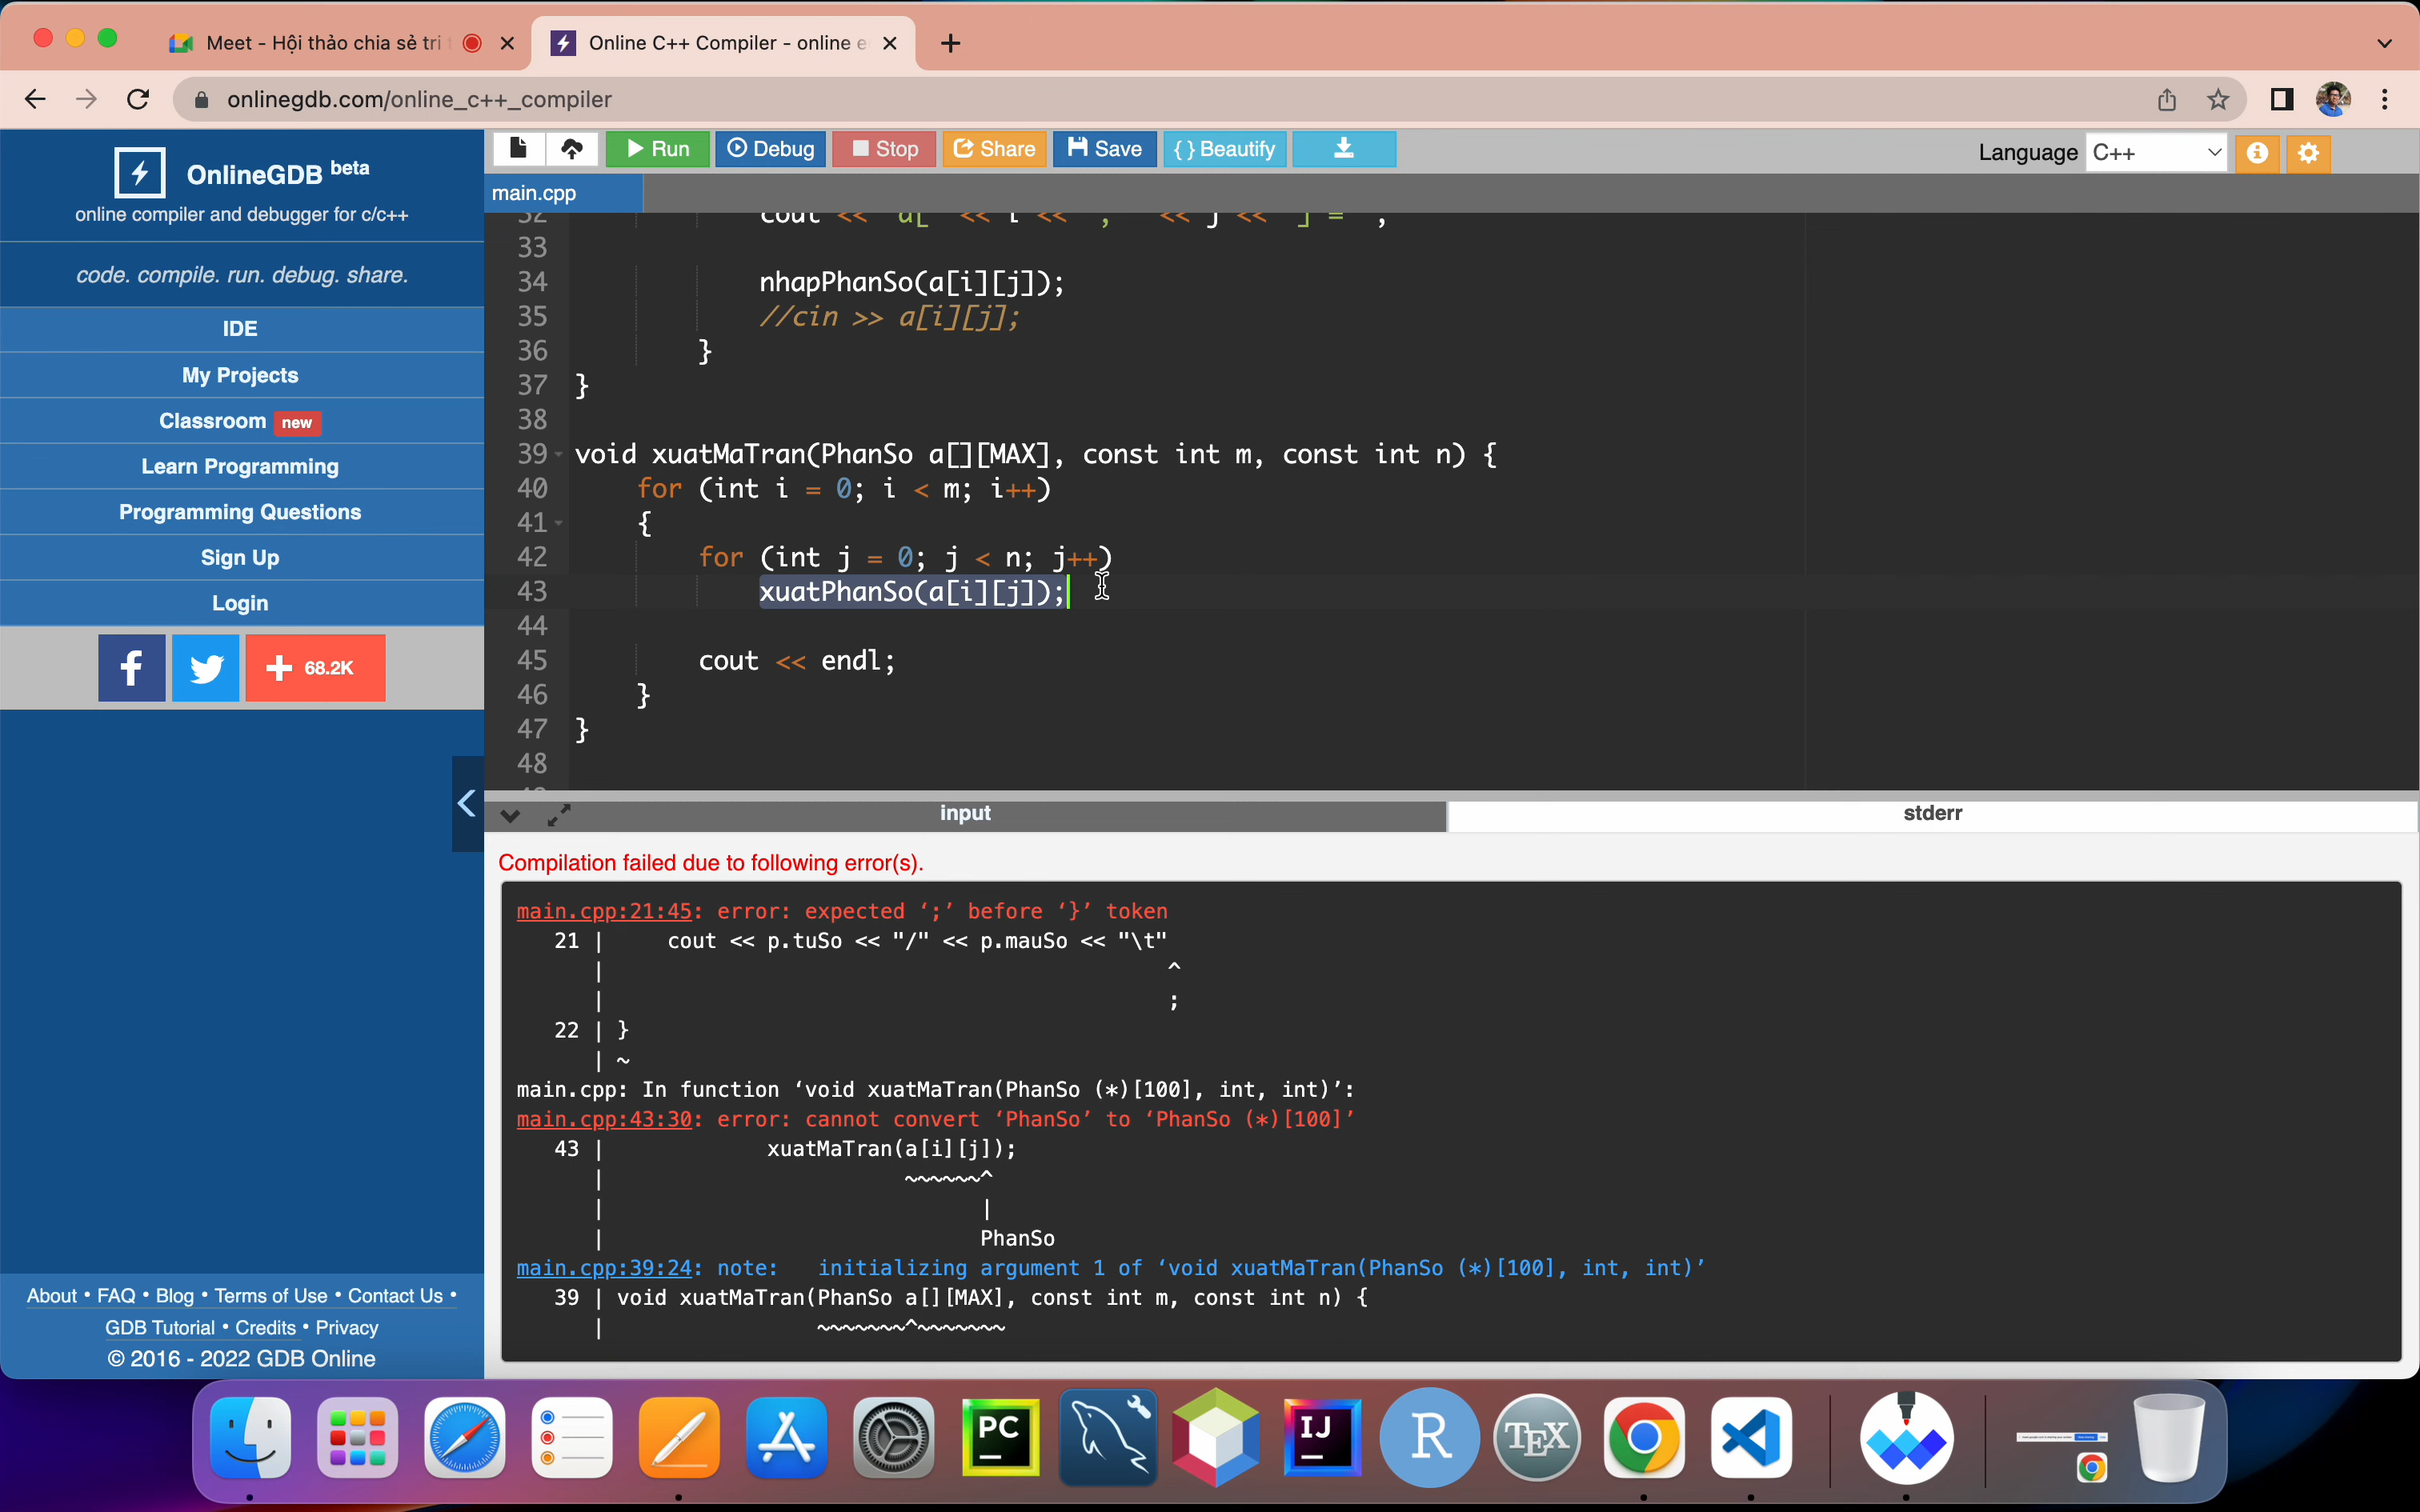 Meet - Hội thảo chia sẻ tri
Online C++ Compiler - online e
onlinegdb.com/online_c++_compiler
OnlineGDB beta
online compiler and debugger for c/c++
code. compile. run. debug. share.
IDE
My Projects
Classroom new
Learn Programming
Programming Questions
Sign Up
Login
f
+ 68.2K
About • FAQ • Blog • Terms of Use • Contact Us •
GDB Tutorial • Credits • Privacy
© 2016 - 2022 GDB Online
Run Debug Stop Share Save { } Beautify
Language C++
main.cpp
32 cout << "a[" << i << ", " << j << "] = ";
33
34 nhapPhanSo(a[i][j]);
35 //cin >> a[i][j];
36 }
37 }
38
39 void xuatMaTran(PhanSo a[][MAX], const int m, const int n) {
40 for (int i = 0; i < m; i++)
41 {
42 for (int j = 0; j < n; j++)
43 xuatPhanSo(a[i][j]);
44
45 cout << endl;
46 }
47 }
48
input
stderr
Compilation failed due to following error(s).
main.cpp:21:45: error: expected ‘;’ before ‘}’ token
21 | cout << p.tuSo << "/" << p.mauSo << "\t"
| ^
| ;
22 | }
| ~
main.cpp: In function ‘void xuatMaTran(PhanSo (*)[100], int, int)’:
main.cpp:43:30: error: cannot convert ‘PhanSo’ to ‘PhanSo (*)[100]’
43 | xuatMaTran(a[i][j]);
| ~~~~~~^
| |
| PhanSo
main.cpp:39:24: note: initializing argument 1 of ‘void xuatMaTran(PhanSo (*)[100], int, int)’
39 | void xuatMaTran(PhanSo a[][MAX], const int m, const int n) {
| ~~~~~~~^~~~~~~~
PC
IJ
R
TEX